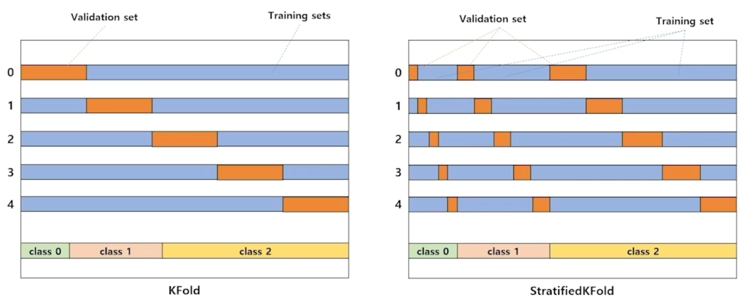 Validation set
Training sets
0
1
2
3
4
class 0
class 1
class 2
KFold
Validation set
Training set
0
1
2
3
4
class 0
class 1
class 2
StratifiedKFold